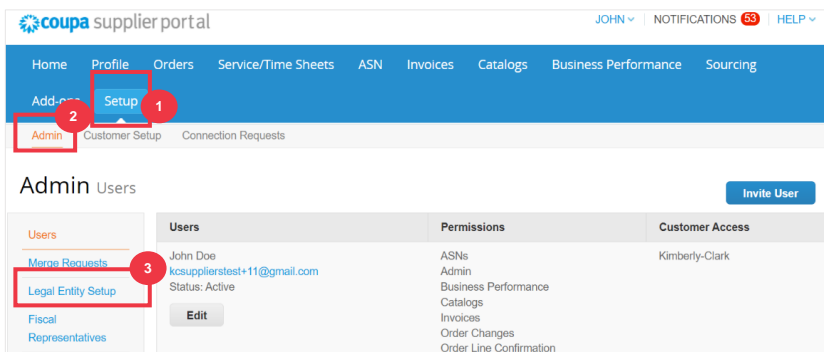 coupa supplier portal
JOHN NOTIFICATIONS 53 HELP
Home Profile Orders Service/Time Sheets ASN Invoices Catalogs Business Performance Sourcing
Setup 1
2
Admin Customer Setup Connection Requests
Admin Users
Invite User
Users Users Permissions Customer Access
John Doe ASNs Kimberly-Clark
Merge Requests 3 kcsupplierstest+11@gmail.com Admin
Legal Entity Setup Status: Active Business Performance
Catalogs
Fiscal Edit Invoices
Representatives Order Changes
Order Line Confirmation